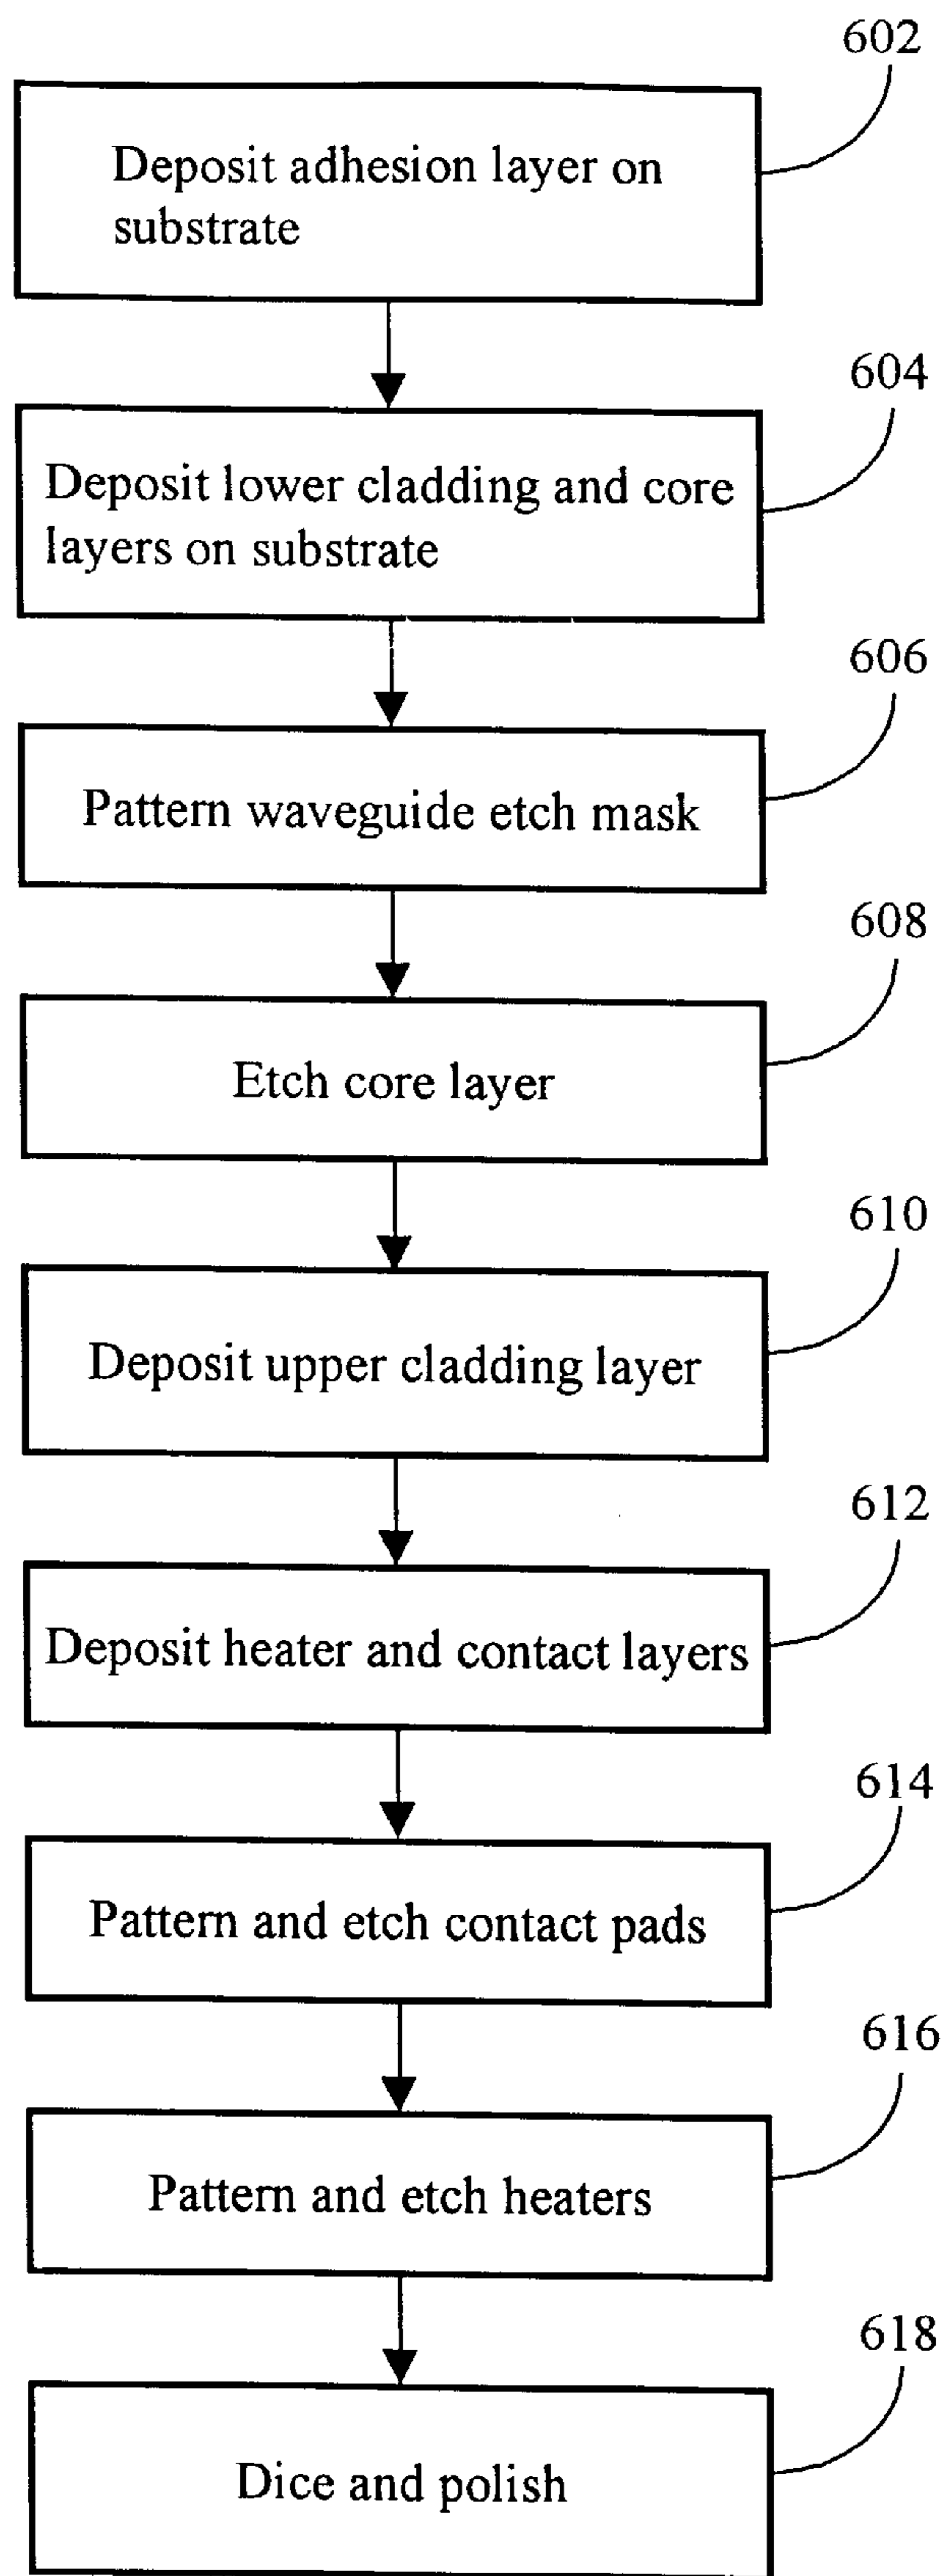 602
Deposit adhesion layer on
substrate
604
Deposit lower cladding and core
layers on substrate
606
Pattern waveguide etch mask
608
Etch core layer
610
Deposit upper cladding layer
612
Deposit heater and contact layers
614
Pattern and etch contact pads
616
Pattern and etch heaters
618
Dice and polish